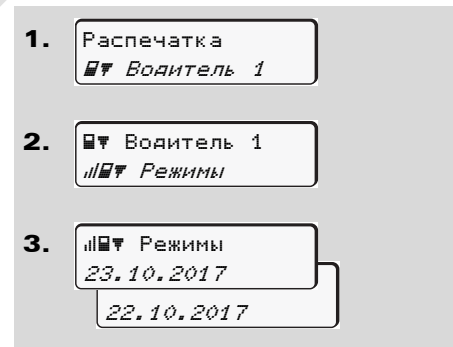 1. Распечатка
Водитель 1
2. Водитель 1
Режимы
3. Режимы
23.10.2017
22.10.2017